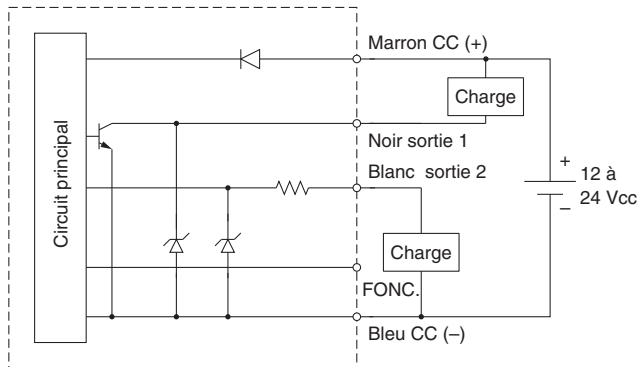 Marron CC (+)
Charge
Noir sortie 1
Blanc sortie 2
Circuit principal
+
12 à
24 Vcc
–
Charge
FONC.
Bleu CC (–)